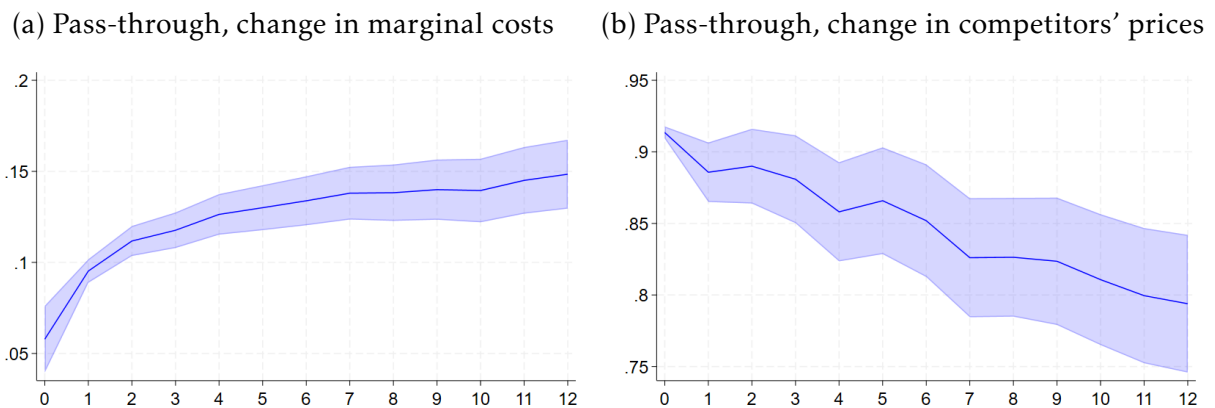 (a) Pass-through, change in marginal costs
(b) Pass-through, change in competitors’ prices
.2
.15
.1
.05
0 1 2 3 4 5 6 7 8 9 10 11 12
.95
.9
.85
.8
.75
0 1 2 3 4 5 6 7 8 9 10 11 12